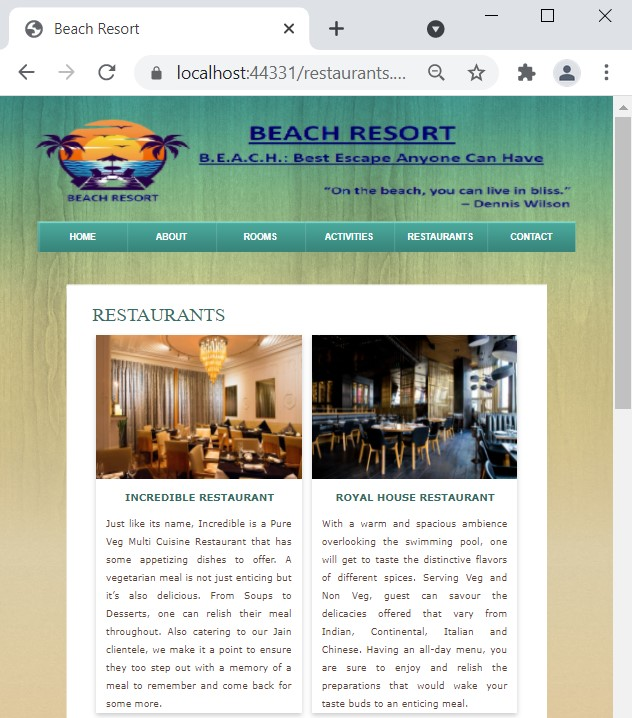 Beach Resort
localhost:44331/restaurants....
BEACH RESORT
B.E.A.C.H.: Best Escape Anyone Can Have
BEACH RESORT
“On the beach, you can live in bliss.”
– Dennis Wilson
HOME ABOUT ROOMS ACTIVITIES RESTAURANTS CONTACT
RESTAURANTS
INCREDIBLE RESTAURANT
Just like its name, Incredible is a Pure
Veg Multi Cuisine Restaurant that has
some appetizing dishes to offer. A
vegetarian meal is not just enticing but
it’s also delicious. From Soups to
Desserts, one can relish their meal
throughout. Also catering to our Jain
clientele, we make it a point to ensure
they too step out with a memory of a
meal to remember and come back for
some more.
ROYAL HOUSE RESTAURANT
With a warm and spacious ambience
overlooking the swimming pool, one
will get to taste the distinctive flavors
of different spices. Serving Veg and
Non Veg, guest can savour the
delicacies offered that vary from
Indian, Continental, Italian and
Chinese. Having an all-day menu, you
are sure to enjoy and relish the
preparations that would wake your
taste buds to an enticing meal.